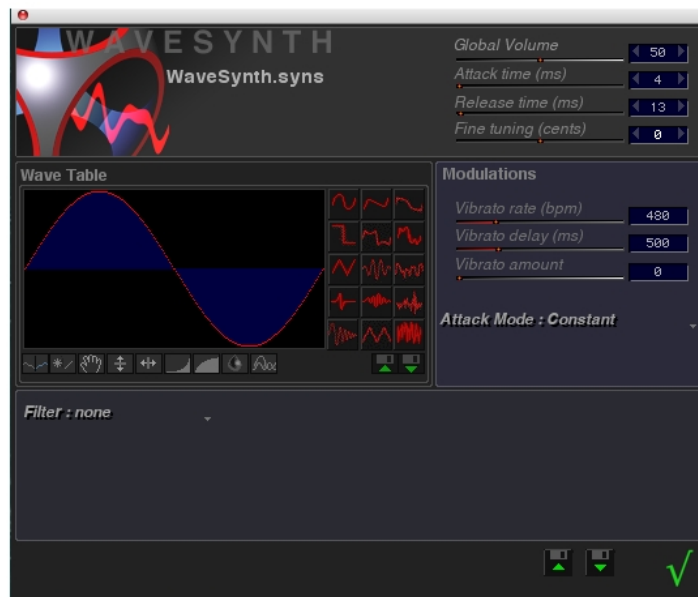 WAVESYNTH
WaveSynth.syns
Global Volume 50
Attack time (ms) 4
Release time (ms) 13
Fine tuning (cents) 0
Wave Table
Modulations
Vibrato rate (bpm) 480
Vibrato delay (ms) 500
Vibrato amount 0
Attack Mode : Constant
Filter : none